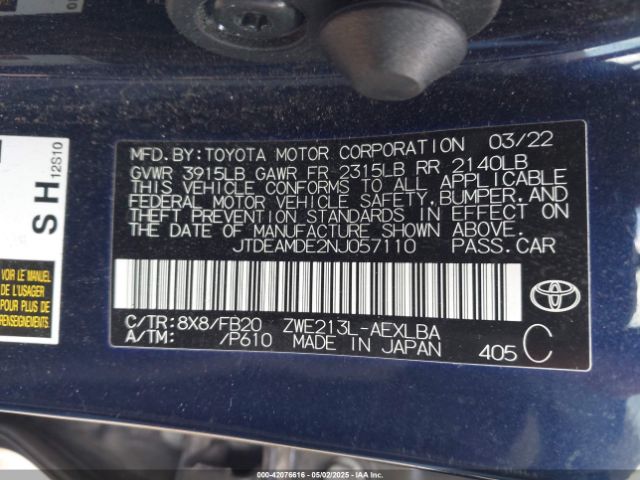 MFD.BY:TOYOTA MOTOR CORPORATION 03/22
GVWR 3915LB GAWR FR 2315LB RR 2140LB
THIS VEHICLE CONFORMS TO ALL APPLICABLE
FEDERAL MOTOR VEHICLE SAFETY,BUMPER,AND
THEFT PREVENTION STANDARDS IN EFFECT ON
THE DATE OF MANUFACTURE SHOWN ABOVE.
JTDEAMDE2NJ057110 PASS.CAR
C/TR:8X8/FB20 ZWE213L-AEXLBA
A/TM: /P610 MADE IN JAPAN 405 C
SH 12S10
VOIR LE MANUEL
DE L'USAGER
POUR PLUS DE
RENSEIGNEMENTS
000-42076616 - 05/02/2025 - IAAI.COM